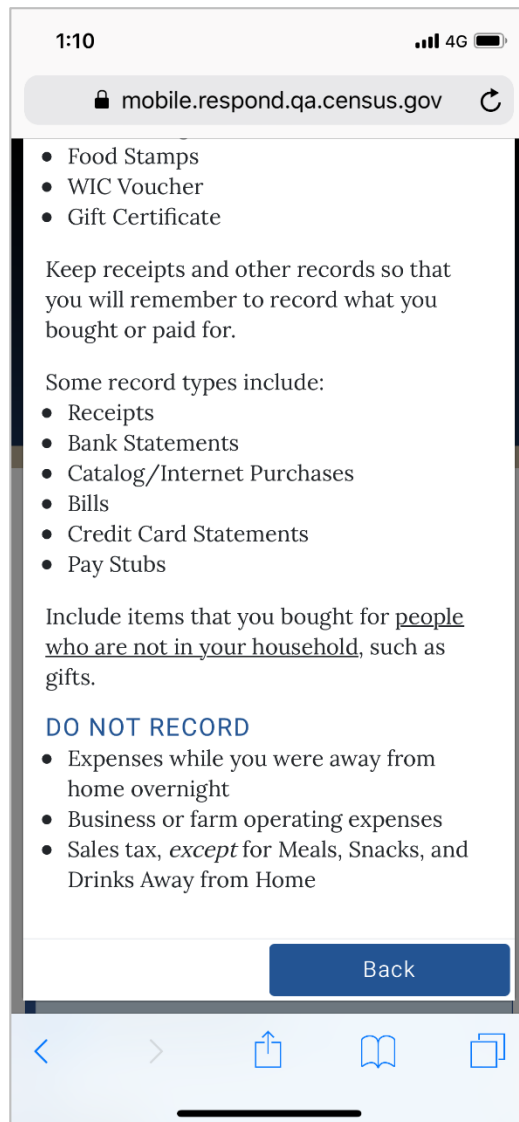 1:10
4G
mobile.respond.qa.census.gov
• Food Stamps
• WIC Voucher
• Gift Certificate
Keep receipts and other records so that
you will remember to record what you
bought or paid for.
Some record types include:
• Receipts
• Bank Statements
• Catalog/Internet Purchases
• Bills
• Credit Card Statements
• Pay Stubs
Include items that you bought for people
who are not in your household, such as
gifts.
DO NOT RECORD
• Expenses while you were away from
home overnight
• Business or farm operating expenses
• Sales tax, except for Meals, Snacks, and
Drinks Away from Home
Back